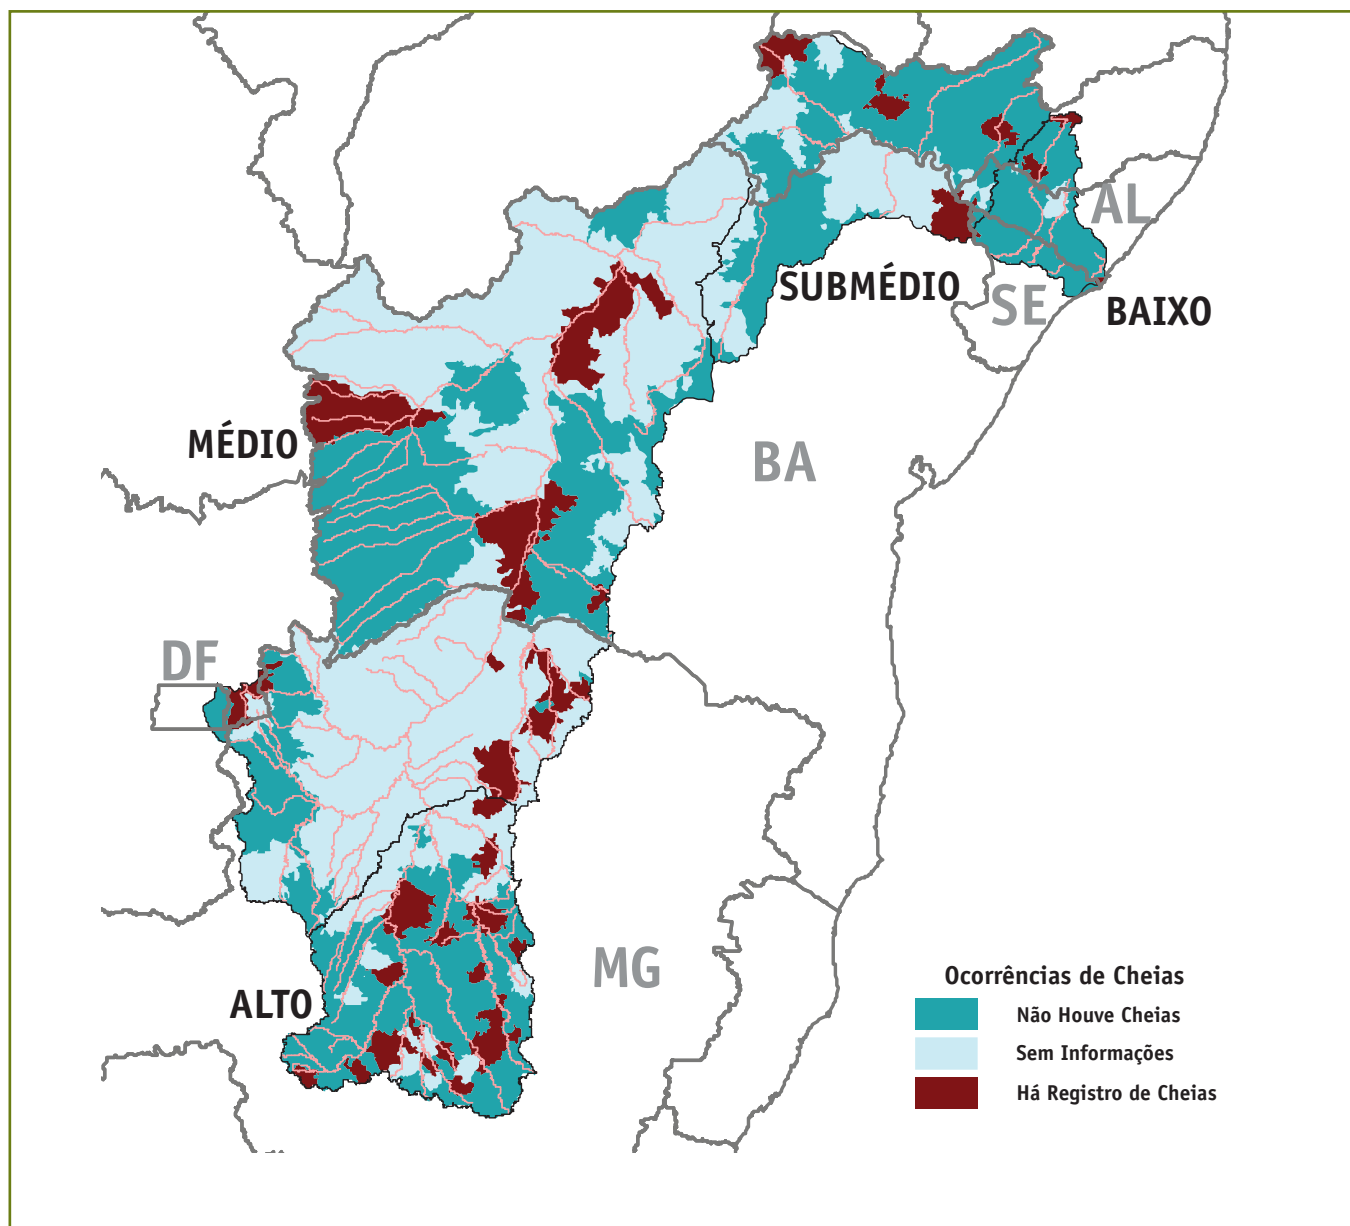 AL
SUBMÉDIO
SE
BAIXO
MÉDIO
BA
DF
MG
ALTO
Ocorrências de Cheias
Não Houve Cheias
Sem Informações
Há Registro de Cheias